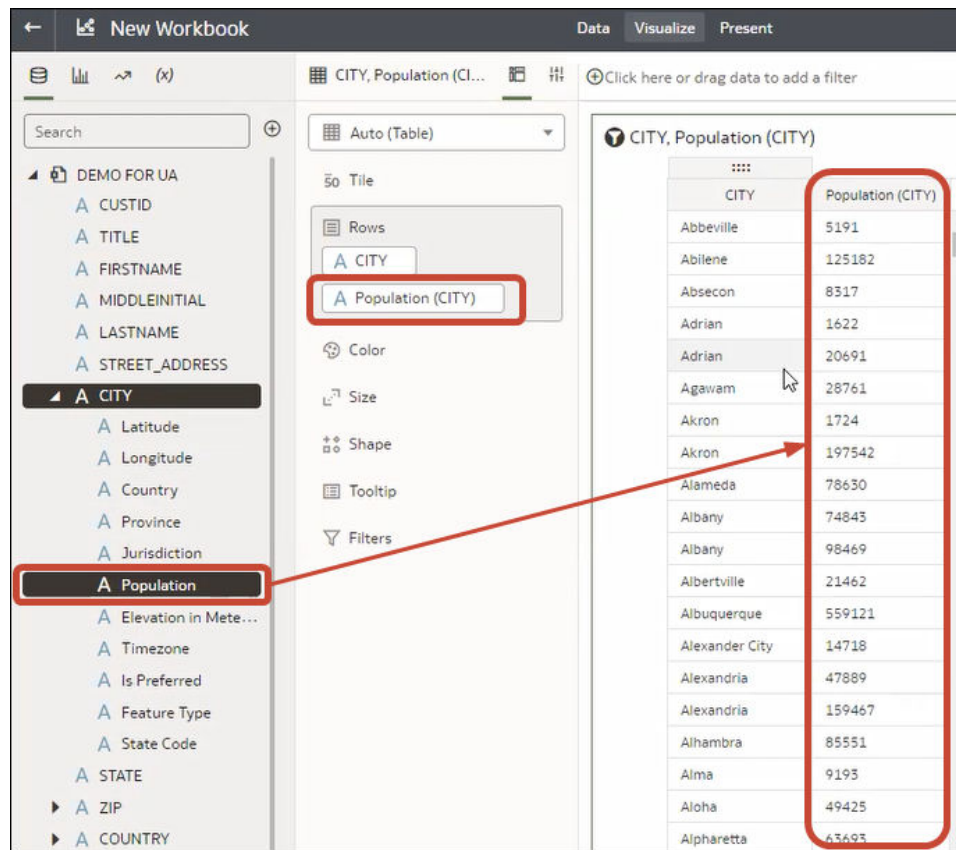 New Workbook
Data Visualize Present
(x)
CITY, Population (CI...
Click here or drag data to add a filter
Search
DEMO FOR UA
A CUSTID
A TITLE
A FIRSTNAME
A MIDDLEINITIAL
A LASTNAME
A STREET_ADDRESS
A CITY
A Latitude
A Longitude
A Country
A Province
A Jurisdiction
A Population
A Elevation in Mete...
A Timezone
A Is Preferred
A Feature Type
A State Code
A STATE
A ZIP
A COUNTRY
Auto (Table)
50 Tile
Rows
A CITY
A Population (CITY)
Color
Size
Shape
Tooltip
Filters
CITY, Population (CITY)
CITY Population (CITY)
Abbeville 5191
Abilene 125182
Absecon 8317
Adrian 1622
Adrian 20691
Agawam 28761
Akron 1724
Akron 197542
Alameda 78630
Albany 74843
Albany 98469
Albertville 21462
Albuquerque 559121
Alexander City 14718
Alexandria 47889
Alexandria 159467
Alhambra 85551
Alma 9193
Aloha 49425
Alpharetta 63693